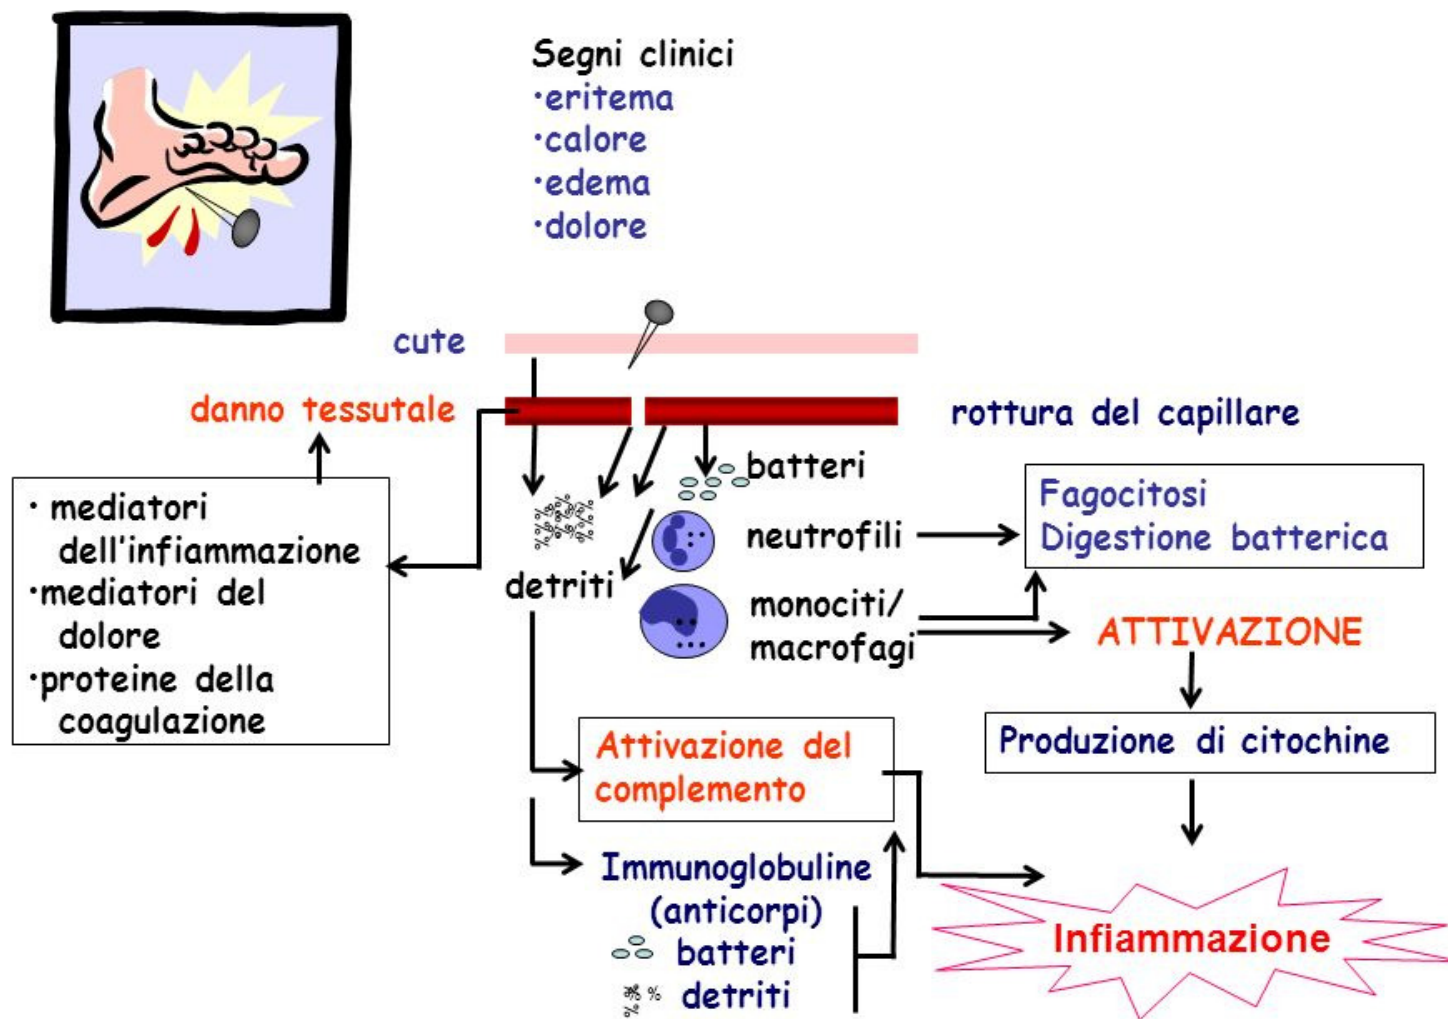 Segni clinici
•eritema
•calore
•edema
•dolore
cute
danno tessutale
rottura del capillare
• mediatori
dell'infiammazione
•mediatori del
dolore
•proteine della
coagulazione
batteri
neutrofili
detriti
monociti/
macrofagi
Fagocitosi
Digestione batterica
ATTIVAZIONE
Produzione di citochine
Attivazione del
complemento
Immunoglobuline
(anticorpi)
batteri
detriti
Infiammazione